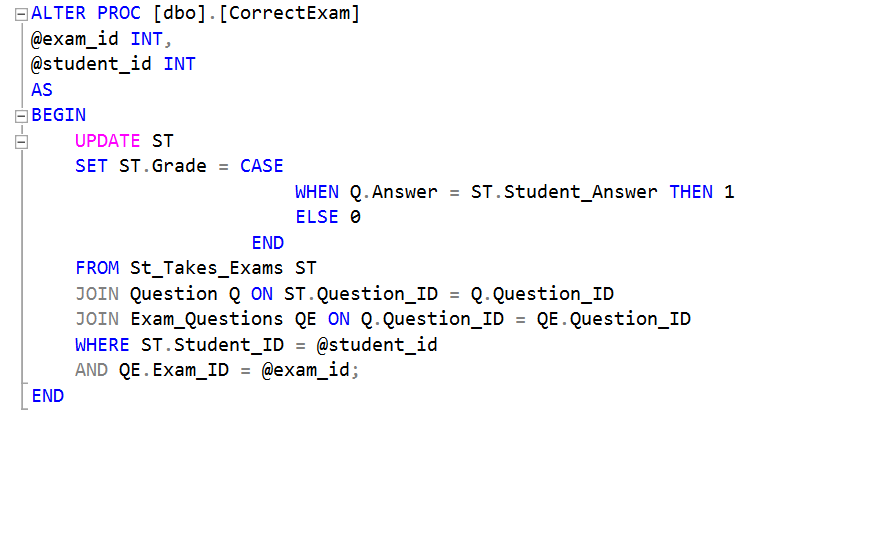 ALTER PROC [dbo].[CorrectExam]
@exam_id INT,
@student_id INT
AS
BEGIN
UPDATE ST
SET ST.Grade = CASE
WHEN Q.Answer = ST.Student_Answer THEN 1
ELSE 0
END
FROM St_Takes_Exams ST
JOIN Question Q ON ST.Question_ID = Q.Question_ID
JOIN Exam_Questions QE ON Q.Question_ID = QE.Question_ID
WHERE ST.Student_ID = @student_id
AND QE.Exam_ID = @exam_id;
END